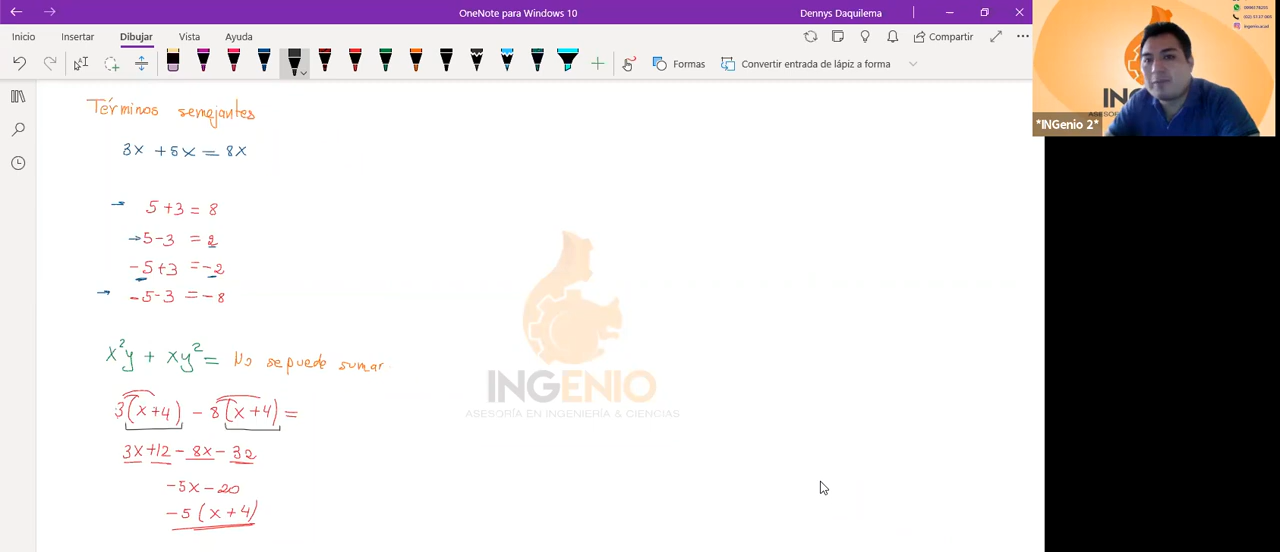 OneNote para Windows 10
Dennys Daquilema
Inicio Insertar Dibujar Vista Ayuda
Compartir
Formas
Convertir entrada de lápiz a forma
Términos semejantes
3x + 5x = 8x
5 + 3 = 8
5 - 3 = 2
-5 + 3 = -2
-5 - 3 = -8
x²y + xy² = No se puede sumar.
3(x+4) - 8(x+4) =
3x + 12 - 8x - 32
-5x - 20
-5(x+4)
INGENIO
ASESORÍA EN INGENIERÍA & CIENCIAS
*INGenio 2*